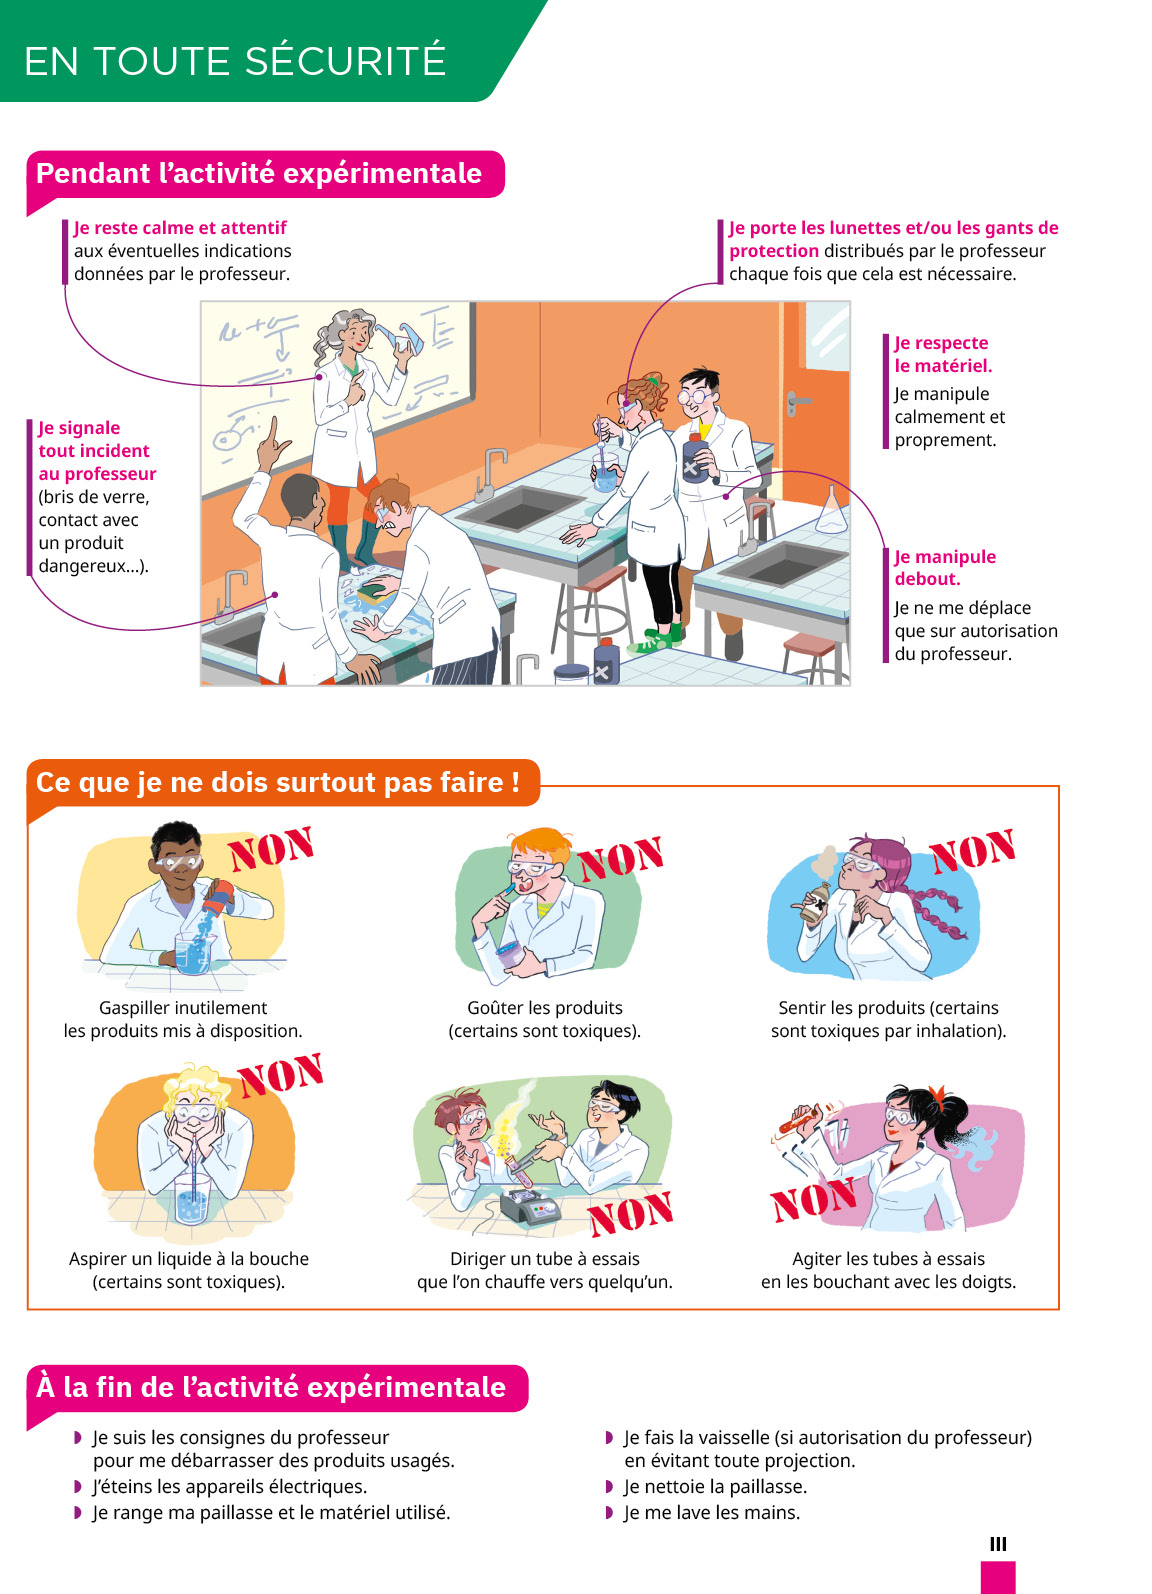 EN TOUTE SÉCURITÉ
Pendant l’activité expérimentale
Je reste calme et attentif
aux éventuelles indications
données par le professeur.
Je porte les lunettes et/ou les gants de
protection distribués par le professeur
chaque fois que cela est nécessaire.
Je respecte
le matériel.
Je manipule
calmement et
proprement.
Je signale
tout incident
au professeur
(bris de verre,
contact avec
un produit
dangereux...).
Je manipule
debout.
Je ne me déplace
que sur autorisation
du professeur.
Ce que je ne dois surtout pas faire !
NON
Gaspiller inutilement
les produits mis à disposition.
NON
Goûter les produits
(certains sont toxiques).
NON
Sentir les produits (certains
sont toxiques par inhalation).
NON
Aspirer un liquide à la bouche
(certains sont toxiques).
NON
Diriger un tube à essais
que l’on chauffe vers quelqu’un.
NON
Agiter les tubes à essais
en les bouchant avec les doigts.
À la fin de l’activité expérimentale
Je suis les consignes du professeur
pour me débarrasser des produits usagés.
J’éteins les appareils électriques.
Je range ma paillasse et le matériel utilisé.
Je fais la vaisselle (si autorisation du professeur)
en évitant toute projection.
Je nettoie la paillasse.
Je me lave les mains.
III